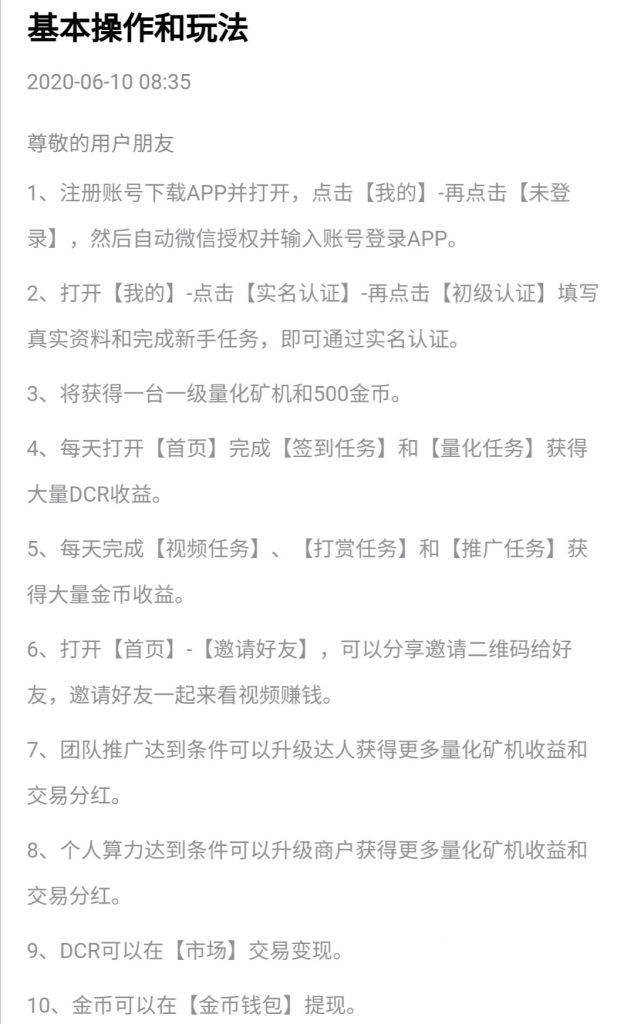 基本操作和玩法
2020-06-10 08:35
尊敬的用户朋友
1、注册账号下载APP并打开，点击【我的】-再点击【未登
录】，然后自动微信授权并输入账号登录APP。
2、打开【我的】-点击【实名认证】-再点击【初级认证】填写
真实资料和完成新手任务，即可通过实名认证。
3、将获得一台一级量化矿机和500金币。
4、每天打开【首页】完成【签到任务】和【量化任务】获得
大量DCR收益。
5、每天完成【视频任务】、【打赏任务】和【推广任务】获
得大量金币收益。
6、打开【首页】-【邀请好友】，可以分享邀请二维码给好
友，邀请好友一起来看视频赚钱。
7、团队推广达到条件可以升级达人获得更多量化矿机收益和
交易分红。
8、个人算力达到条件可以升级商户获得更多量化矿机收益和
交易分红。
9、DCR可以在【市场】交易变现。
10、金币可以在【金币钱包】提现。